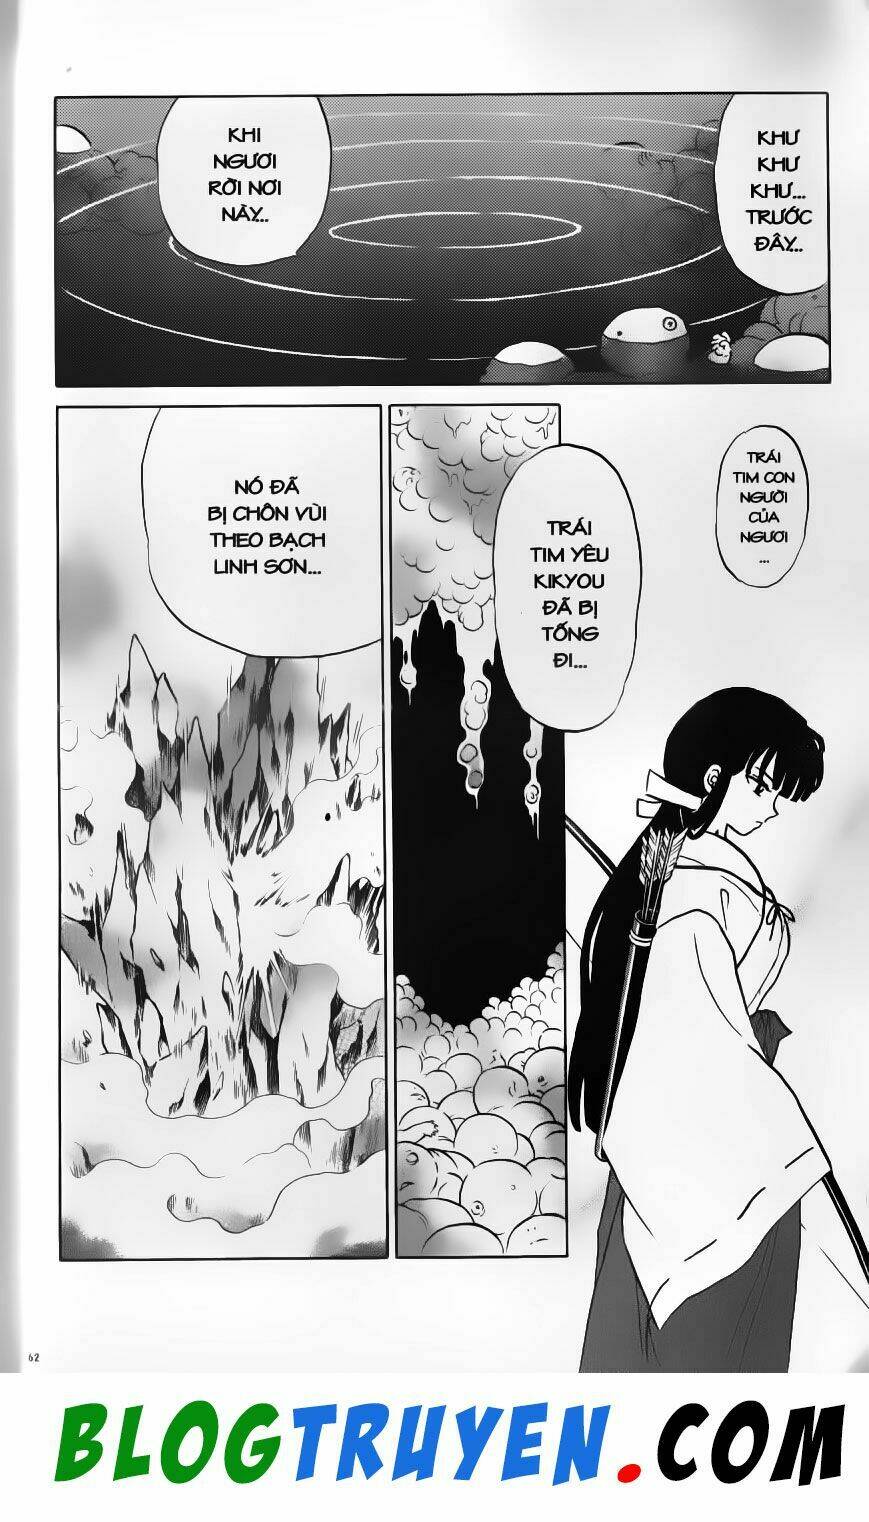 KHƯ
KHƯ
KHƯ...
TRƯỚC
ĐÂY...
KHI
NGƯƠI
RỜI NƠI
NÀY...
TRÁI
TIM CON
NGƯỜI
CỦA
NGƯƠI
...
TRÁI
TIM YÊU
KIKYOU
ĐÃ BỊ
TỐNG
ĐI...
NÓ ĐÃ
BỊ CHÔN VÙI
THEO BẠCH
LINH SƠN...
62
BLOGTRUYEN.COM